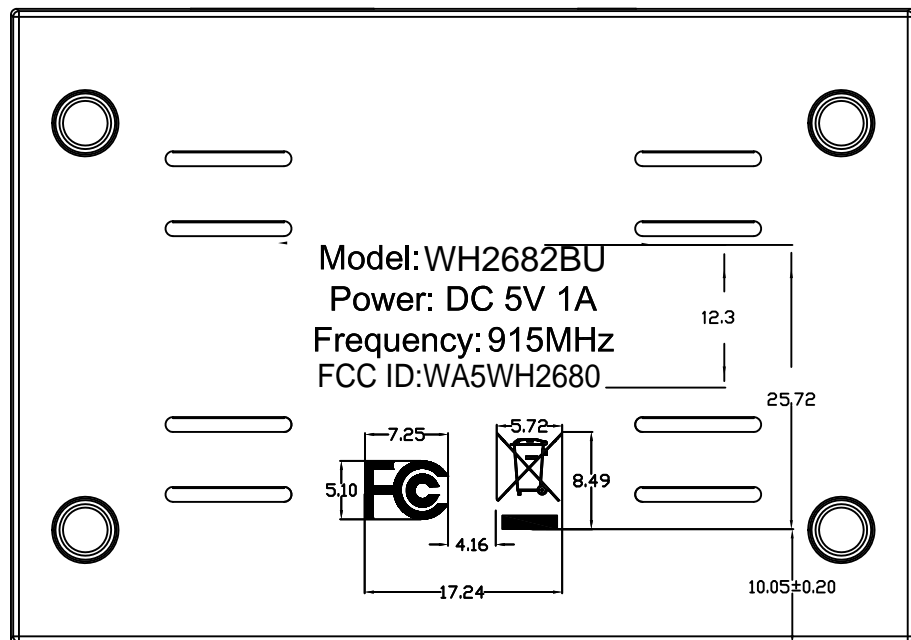 Model: WH2682BU
Power: DC 5V 1A
Frequency: 915MHz
FCC ID:WA5WH2680
12.3
25.72
7.25
5.72
5.10
FC
8.49
4.16
17.24
10.05±0.20